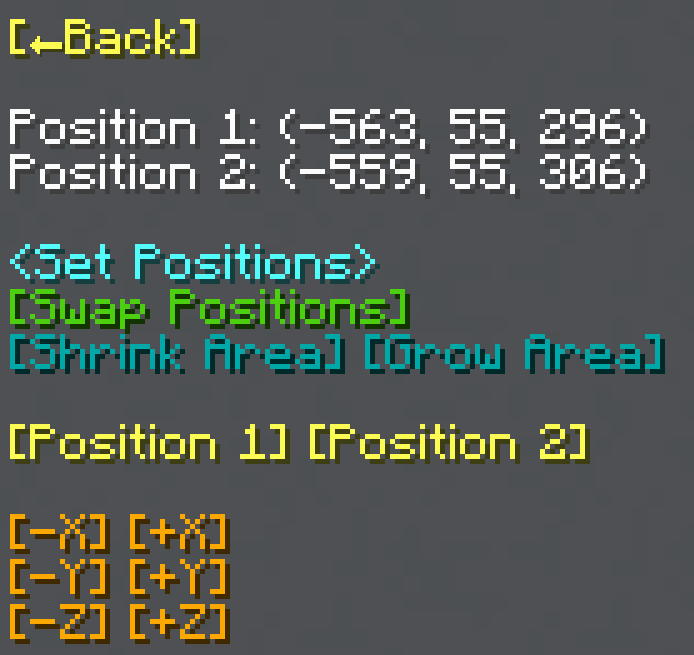 [←Back]
Position 1: (-563, 55, 296)
Position 2: (-559, 55, 306)
<Set Positions>
[Swap Positions]
[Shrink Area] [Grow Area]
[Position 1] [Position 2]
[-X] [+X]
[-Y] [+Y]
[-Z] [+Z]